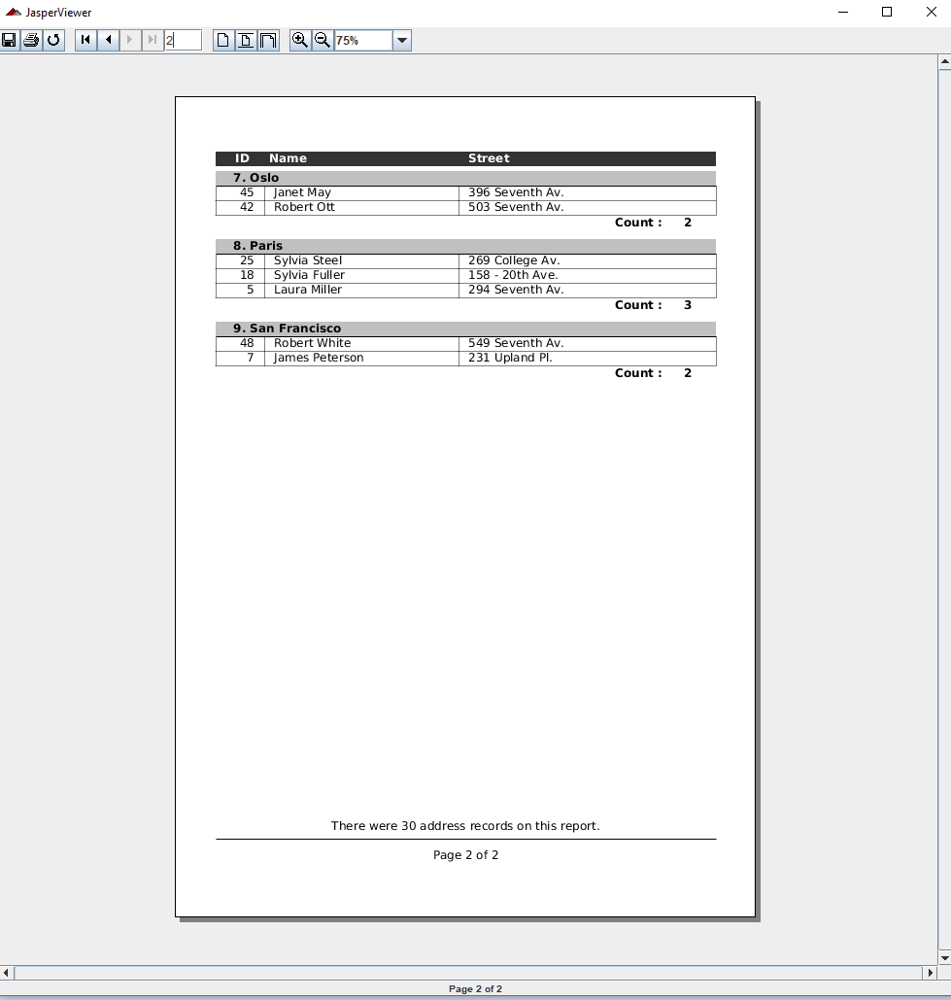 JasperViewer
2
75%
ID Name Street
7. Oslo
45 Janet May 396 Seventh Av.
42 Robert Ott 503 Seventh Av.
Count : 2
8. Paris
25 Sylvia Steel 269 College Av.
18 Sylvia Fuller 158 - 20th Ave.
5 Laura Miller 294 Seventh Av.
Count : 3
9. San Francisco
48 Robert White 549 Seventh Av.
7 James Peterson 231 Upland Pl.
Count : 2
There were 30 address records on this report.
Page 2 of 2
Page 2 of 2